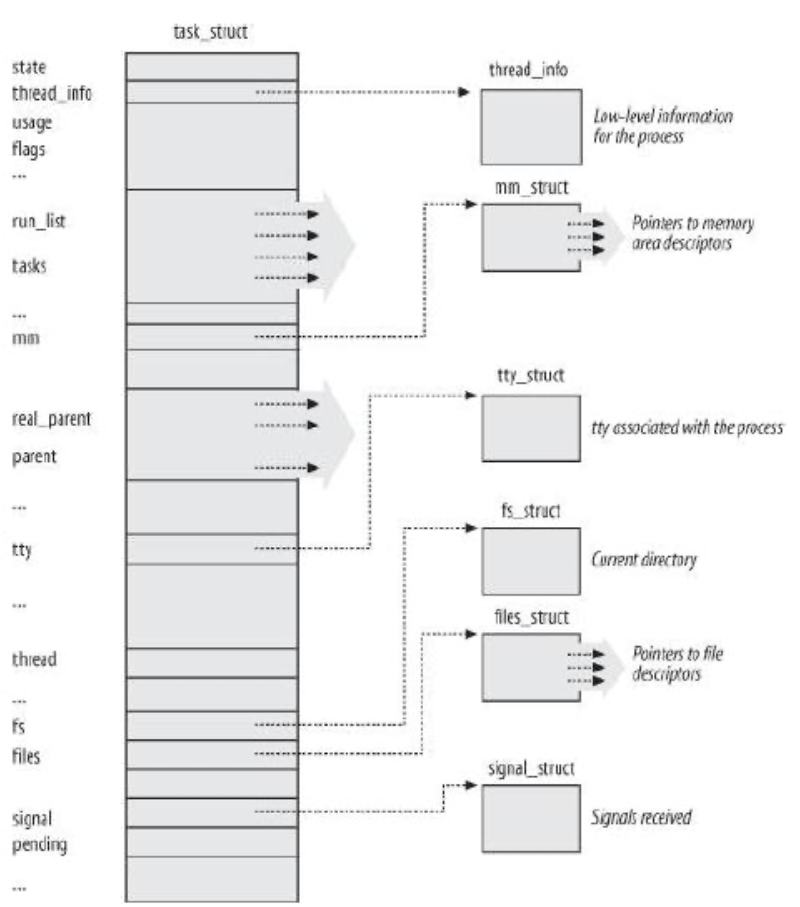 task_struct
state
thread_info
usage
flags
...
run_list
tasks
...
mm
real_parent
parent
...
tty
...
thread
...
fs
files
signal
pending
...
thread_info
Low-level information
for the process
mm_struct
Pointers to memory
area descriptors
tty_struct
tty associated with the process
fs_struct
Current directory
files_struct
Pointers to file
descriptors
signal_struct
Signals received